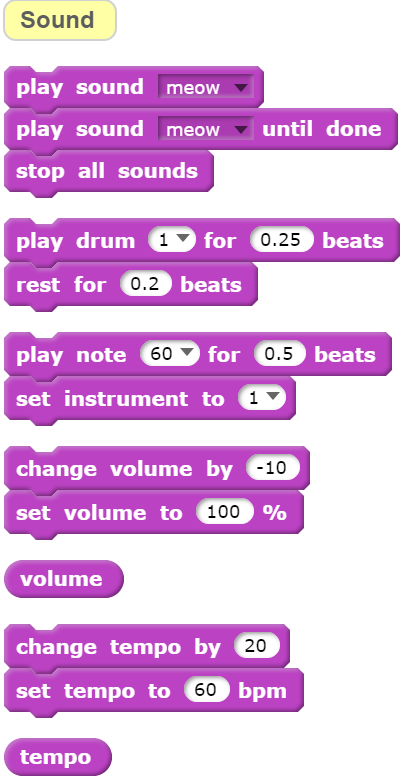 Sound
play sound meow
play sound meow until done
stop all sounds
play drum 1 for 0.25 beats
rest for 0.2 beats
play note 60 for 0.5 beats
set instrument to 1
change volume by -10
set volume to 100 %
volume
change tempo by 20
set tempo to 60 bpm
tempo